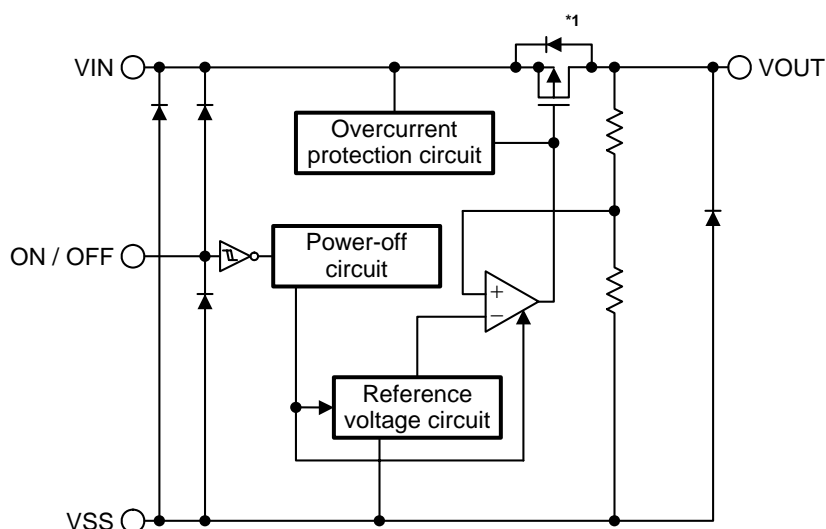 *1
VIN
VOUT
Overcurrent
protection circuit
ON / OFF
Power-off
circuit
+
−
Reference
voltage circuit
VSS